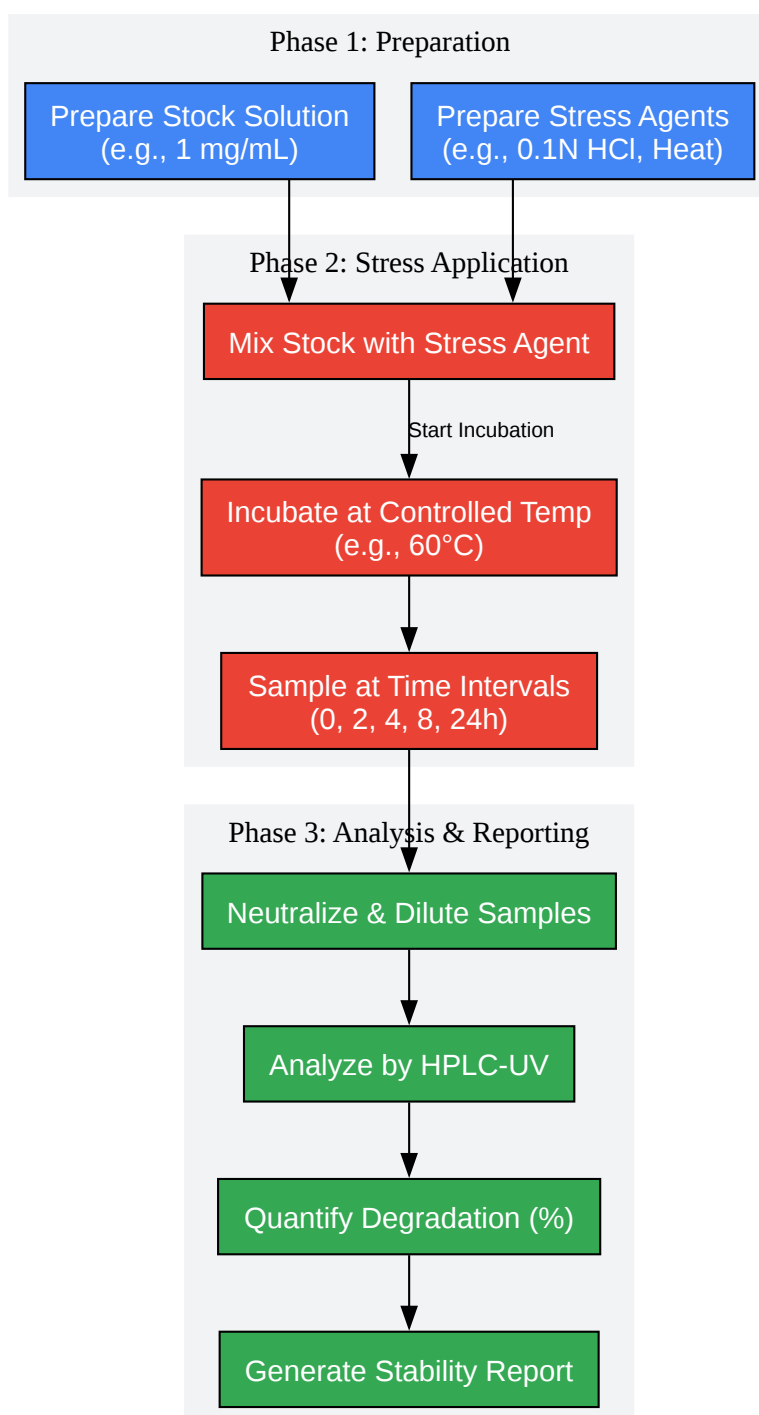 Phase 1: Preparation
Prepare Stock Solution
(e.g., 1 mg/mL)
Prepare Stress Agents
(e.g., 0.1N HCl, Heat)
Phase 2: Stress Application
Mix Stock with Stress Agent
Start Incubation
Incubate at Controlled Temp
(e.g., 60°C)
Sample at Time Intervals
(0, 2, 4, 8, 24h)
Phase 3: Analysis & Reporting
Neutralize & Dilute Samples
Analyze by HPLC-UV
Quantify Degradation (%)
Generate Stability Report